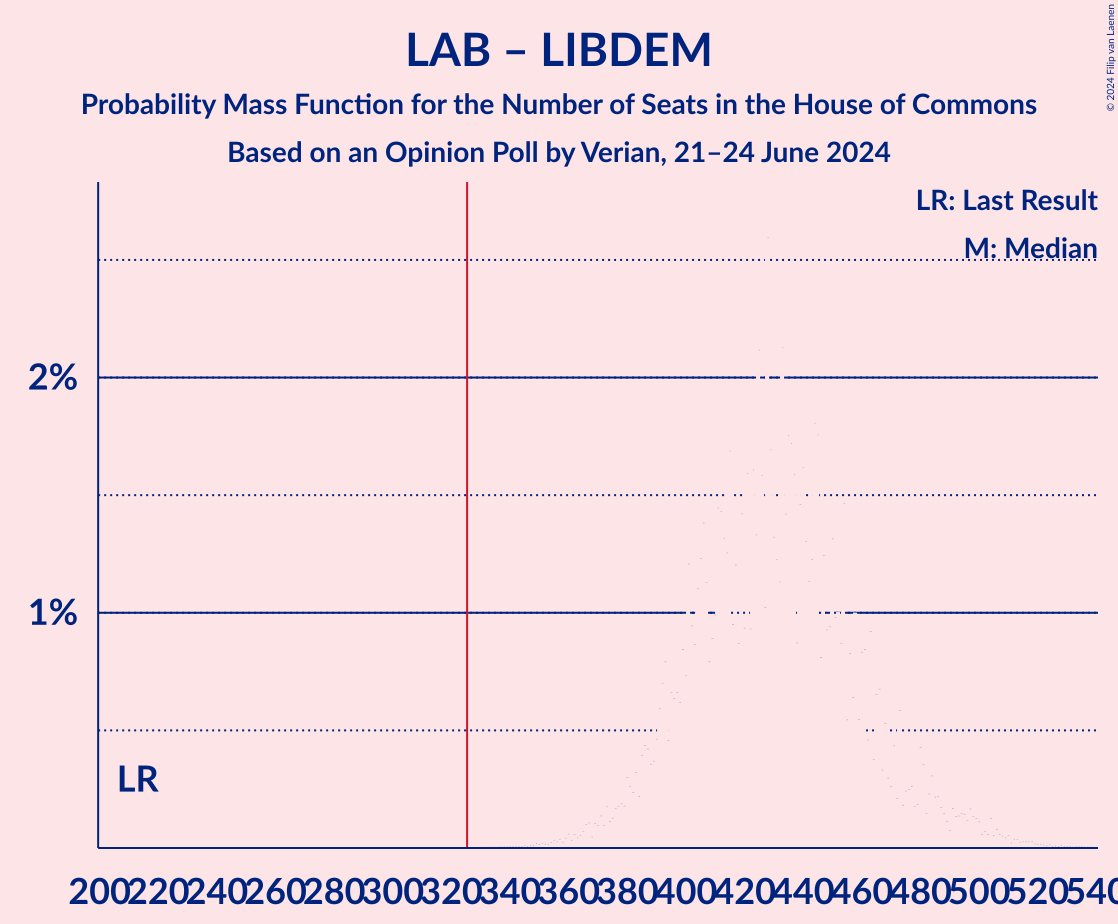 LAB – LIBDEM
Probability Mass Function for the Number of Seats in the House of Commons
Based on an Opinion Poll by Verian, 21–24 June 2024
© 2024 Filip van Laenen
LR: Last Result
M: Median
2%
1%
LR
200 220 240 260 280 300 320 340 360 380 400 420 440 460 480 500 520 540